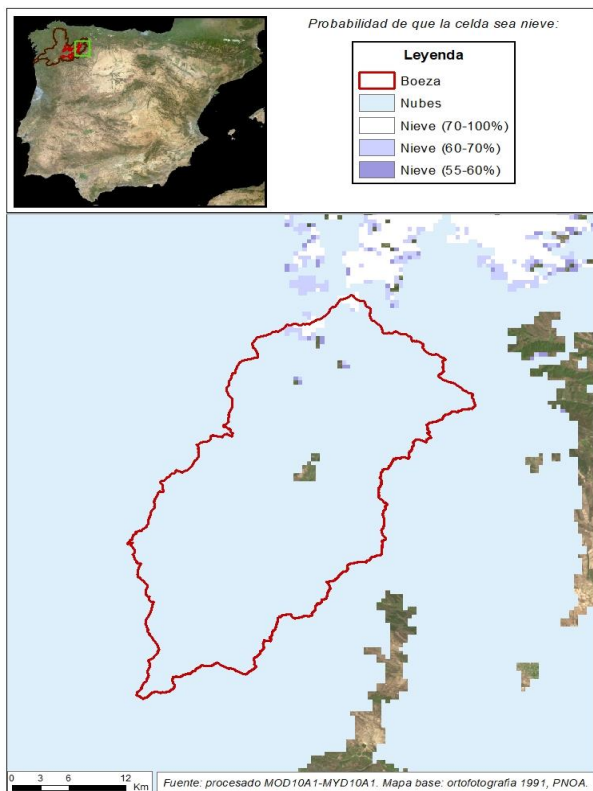 Probabilidad de que la celda sea nieve:
Leyenda
Boeza
Nubes
Nieve (70-100%)
Nieve (60-70%)
Nieve (55-60%)
0 3 6 12
Km
Fuente: procesado MOD10A1-MYD10A1. Mapa base: ortofotografia 1991, PNOA.